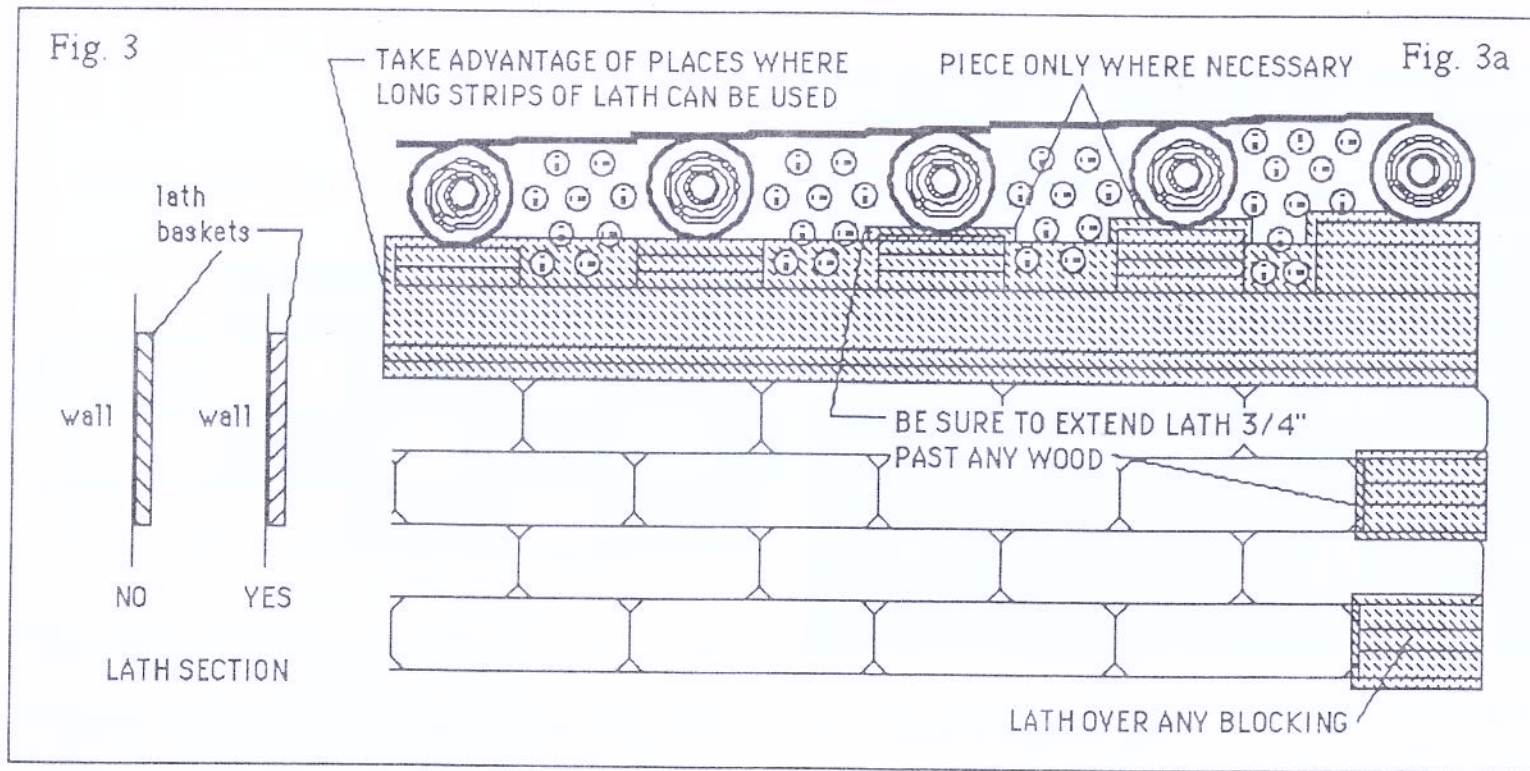 Fig. 3
TAKE ADVANTAGE OF PLACES WHERE
LONG STRIPS OF LATH CAN BE USED
PIECE ONLY WHERE NECESSARY
Fig. 3a
lath
baskets
wall
wall
NO
YES
LATH SECTION
BE SURE TO EXTEND LATH 3/4"
PAST ANY WOOD
LATH OVER ANY BLOCKING